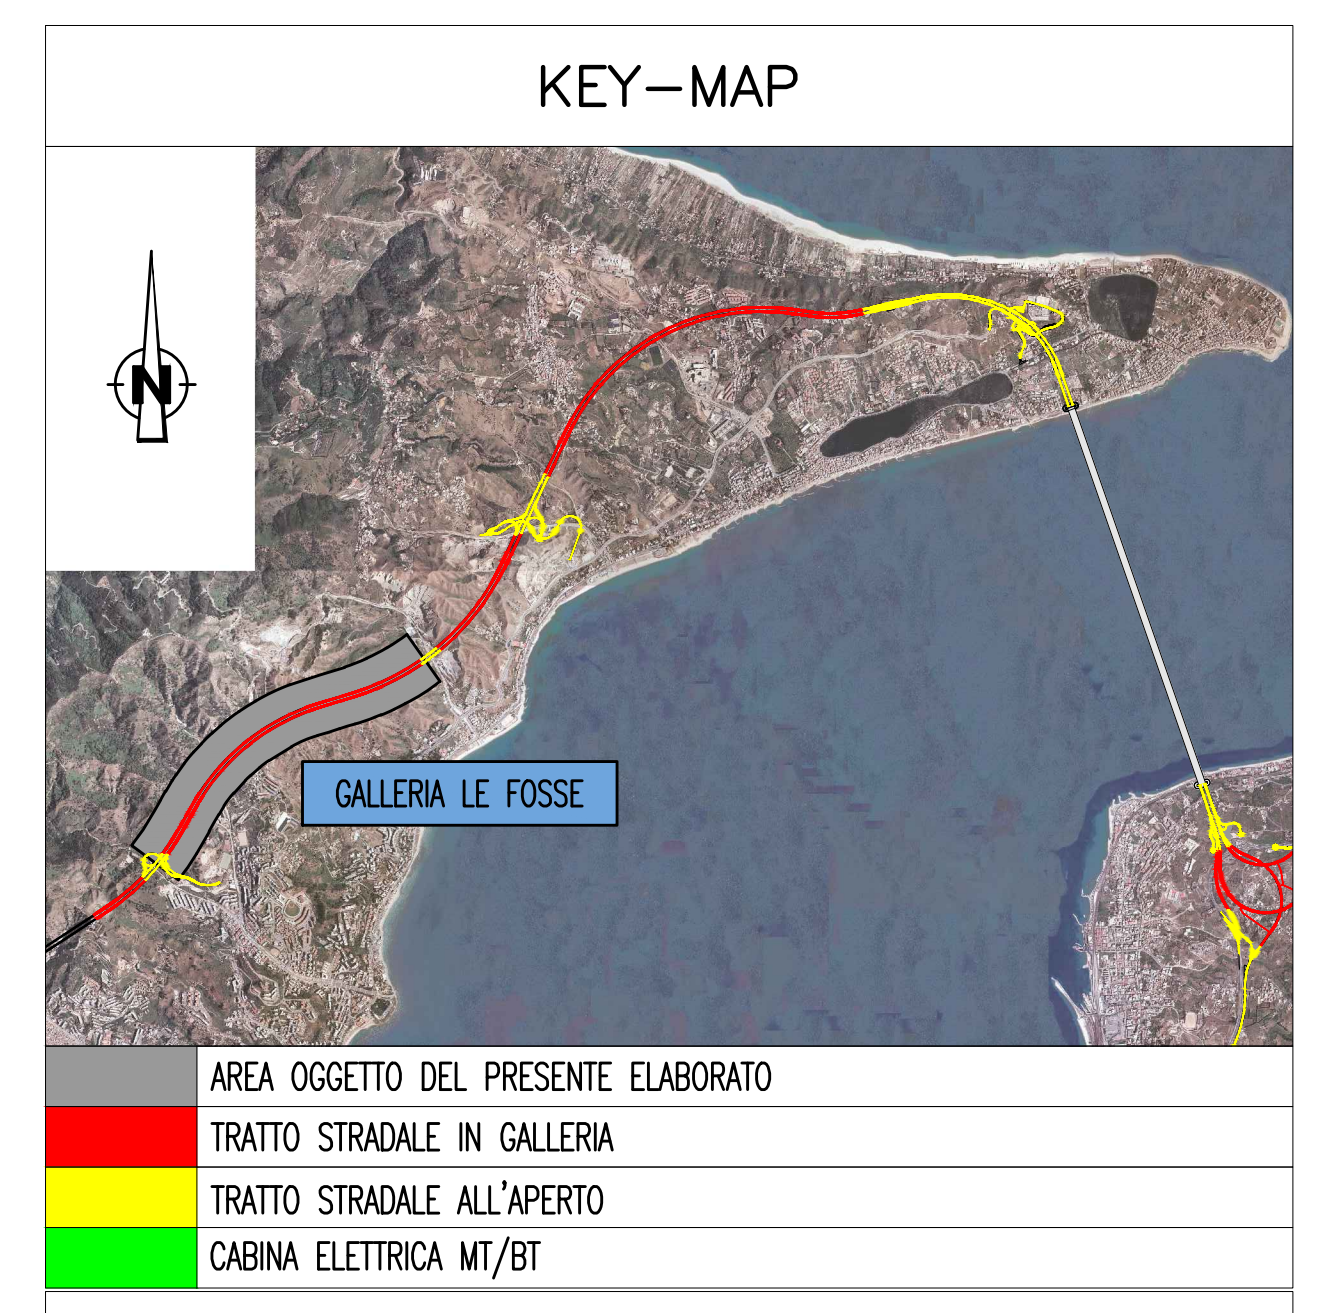 KEY-MAP
N
GALLERIA LE FOSSE
AREA OGGETTO DEL PRESENTE ELABORATO
TRATTO STRADALE IN GALLERIA
TRATTO STRADALE ALL'APERTO
CABINA ELETTRICA MT/BT